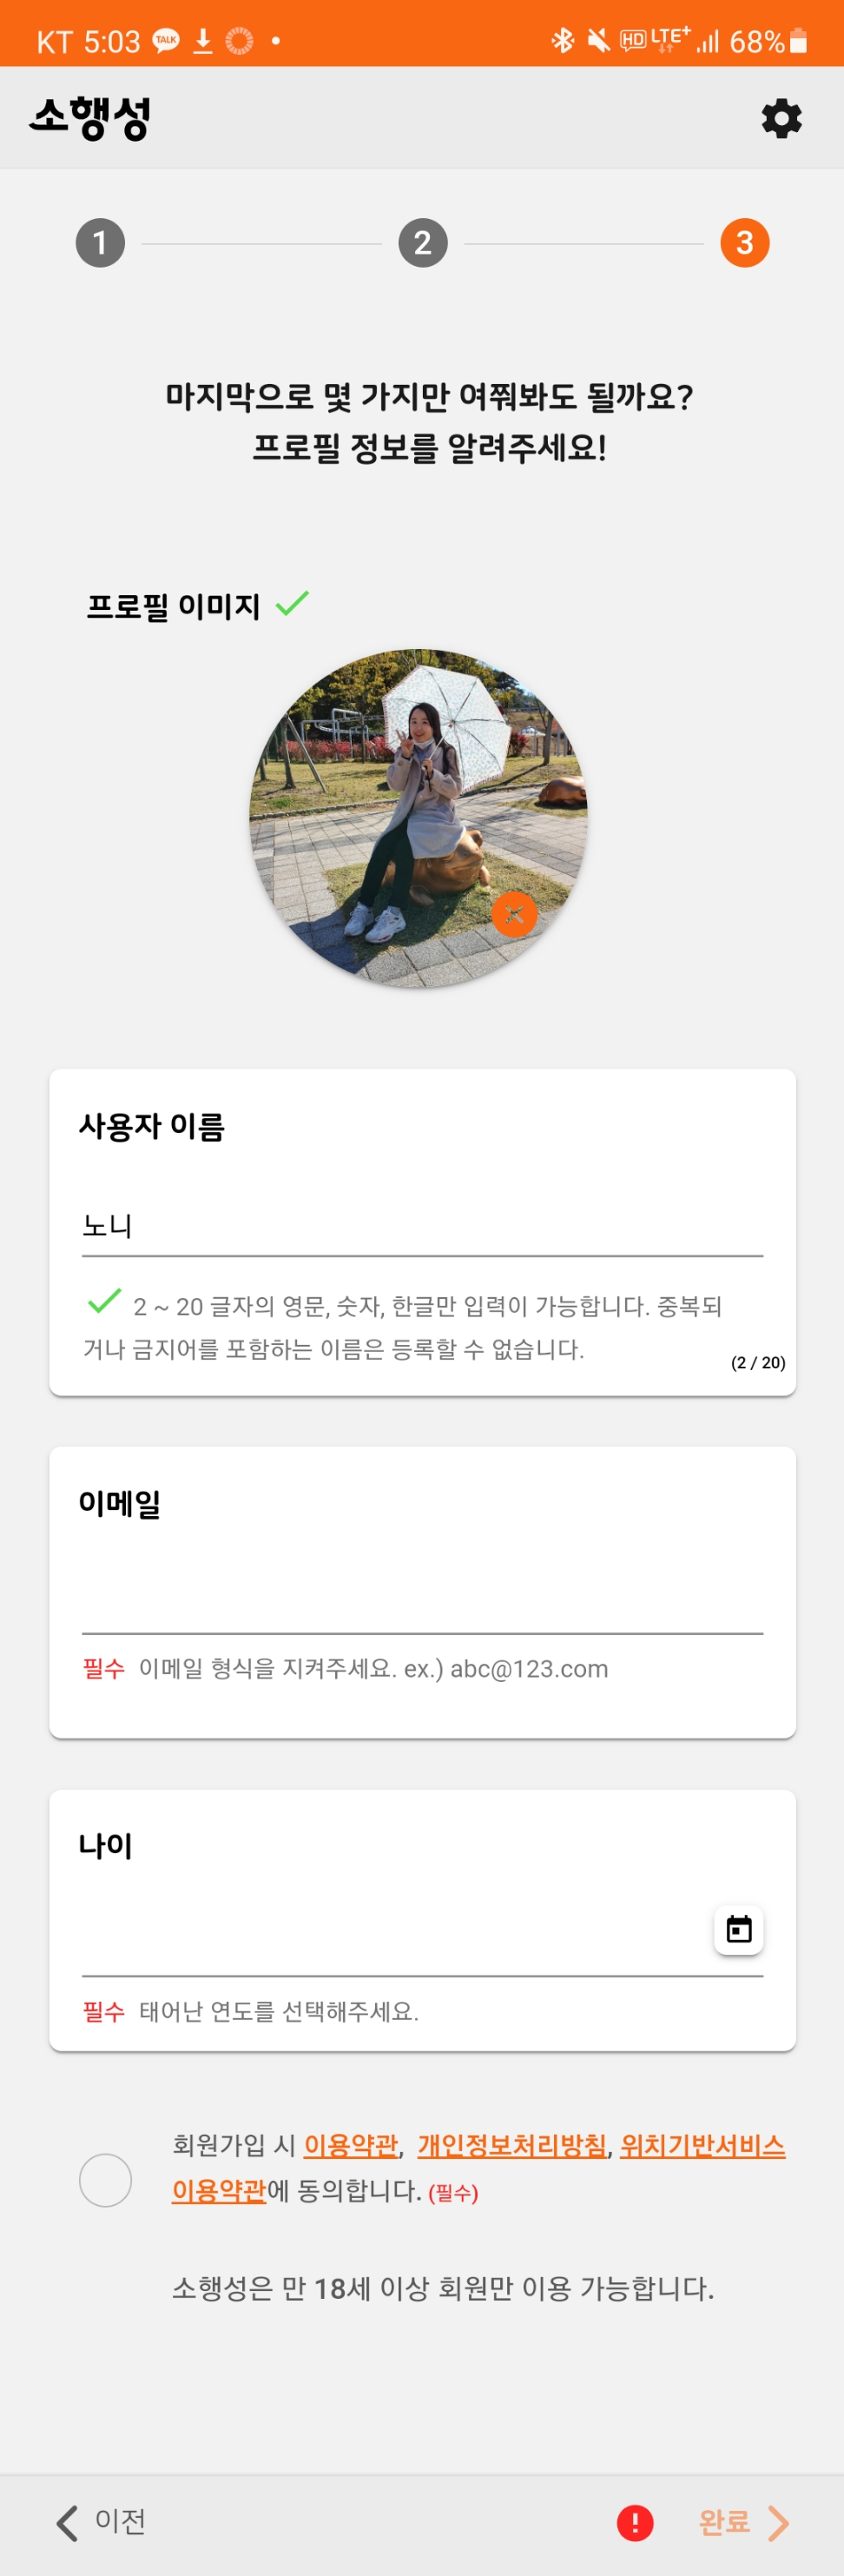 KT 5:03 TALK HD LTE+ 68%
소행성
1 2 3
마지막으로 몇 가지만 여쭤봐도 될까요?
프로필 정보를 알려주세요!
프로필 이미지
사용자 이름
노니
2 ~ 20 글자의 영문, 숫자, 한글만 입력이 가능합니다. 중복되
거나 금지어를 포함하는 이름은 등록할 수 없습니다.
(2 / 20)
이메일
필수 이메일 형식을 지켜주세요. ex.) abc@123.com
나이
필수 태어난 연도를 선택해주세요.
회원가입 시 이용약관, 개인정보처리방침, 위치기반서비스
이용약관에 동의합니다. (필수)
소행성은 만 18세 이상 회원만 이용 가능합니다.
이전 ! 완료